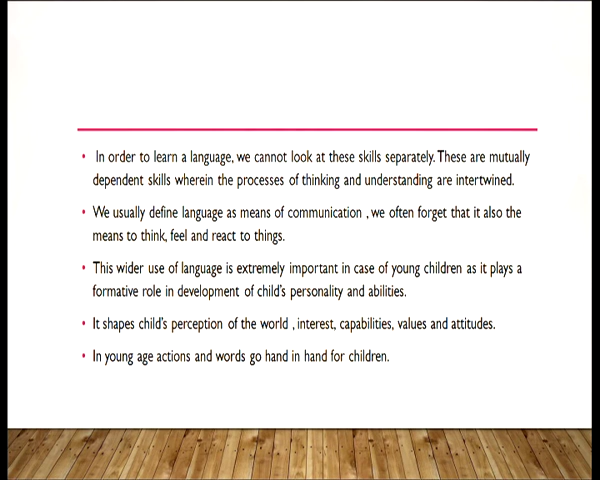 • In order to learn a language, we cannot look at these skills separately. These are mutually
dependent skills wherein the processes of thinking and understanding are intertwined.
• We usually define language as means of communication , we often forget that it also the
means to think, feel and react to things.
• This wider use of language is extremely important in case of young children as it plays a
formative role in development of child's personality and abilities.
• It shapes child's perception of the world , interest, capabilities, values and attitudes.
• In young age actions and words go hand in hand for children.